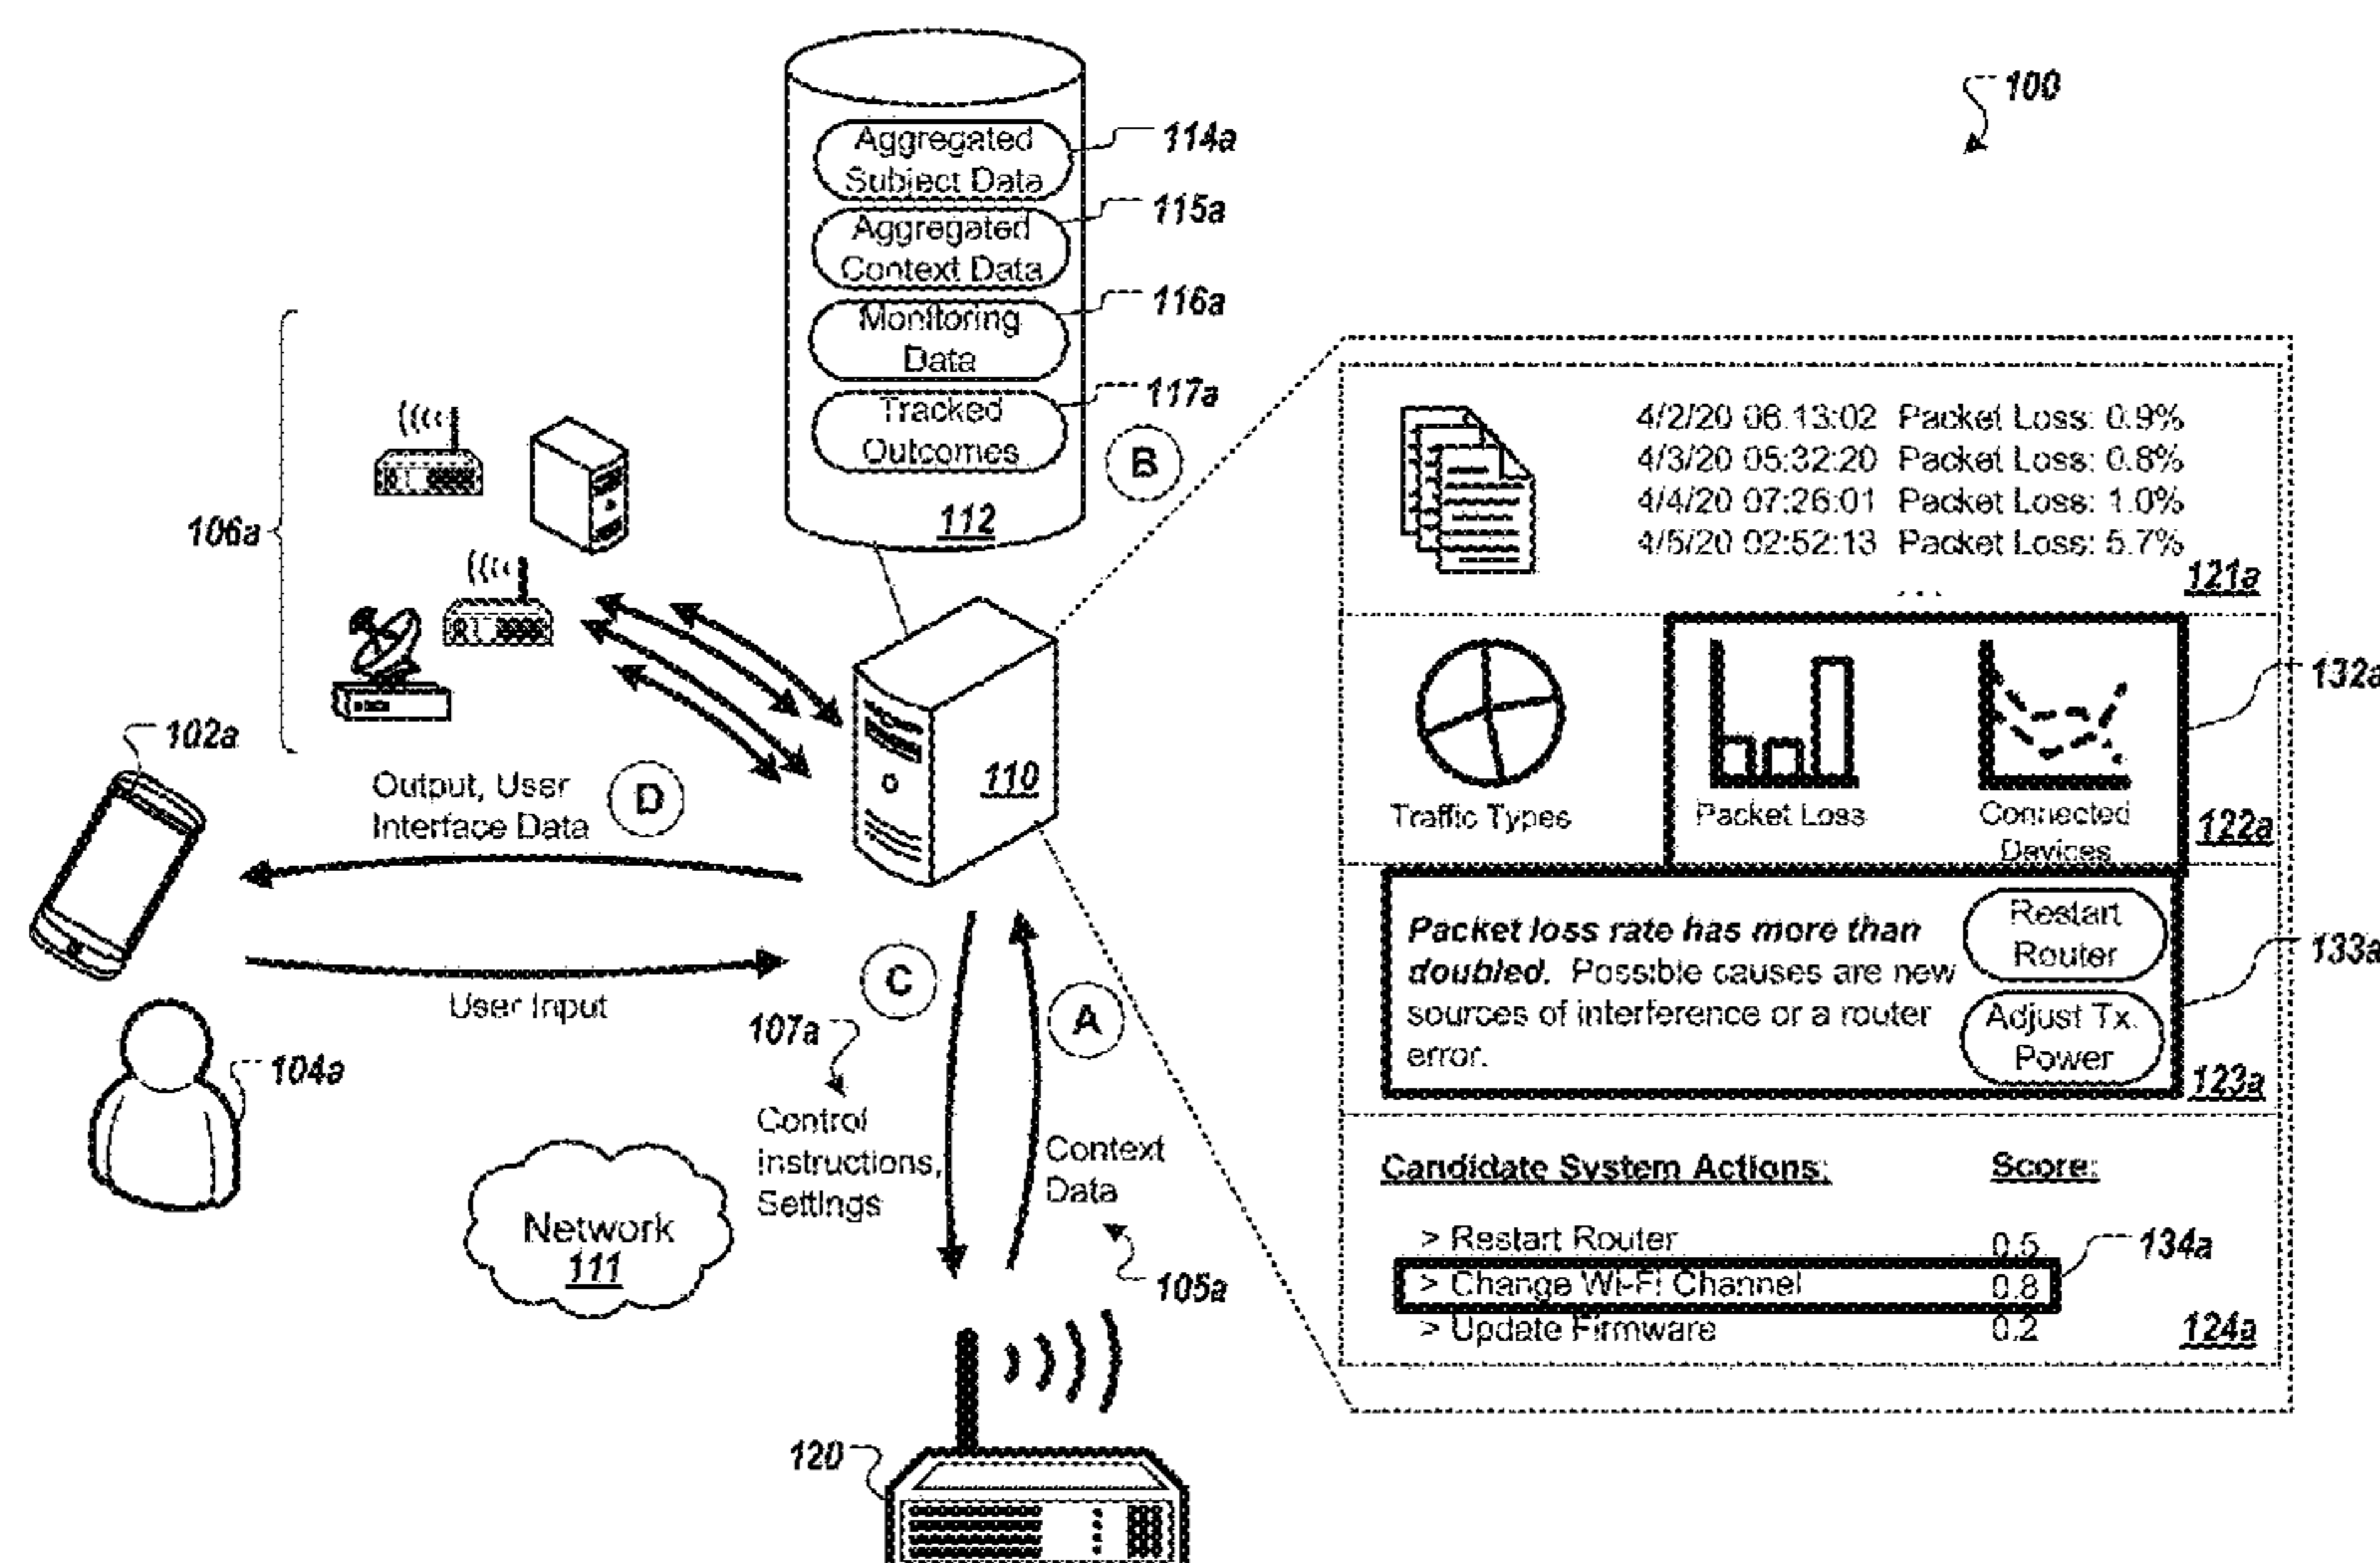 100
Aggregated
Subject Data
114a
Aggregated
Context Data
115a
Monitoring
Data
116a
Tracked
Outcomes
117a
B
112
106a
102a
Output, User
Interface Data
D
110
User Input
104a
C
A
107a
Control
Instructions,
Settings
Context
Data
105a
Network
111
120
4/2/20 06:13:02 Packet Loss: 0.9%
4/3/20 05:32:20 Packet Loss: 0.8%
4/4/20 07:26:01 Packet Loss: 1.0%
4/5/20 02:52:13 Packet Loss: 5.7%
. . .
121a
Traffic Types
Packet Loss
Connected
Devices
122a
132a
Packet loss rate has more than
doubled. Possible causes are new
sources of interference or a router
error.
Restart
Router
Adjust Tx.
Power
133a
123a
Candidate System Actions: Score:
> Restart Router 0.5
> Change Wi-Fi Channel 0.8
> Update Firmware 0.2
134a
124a